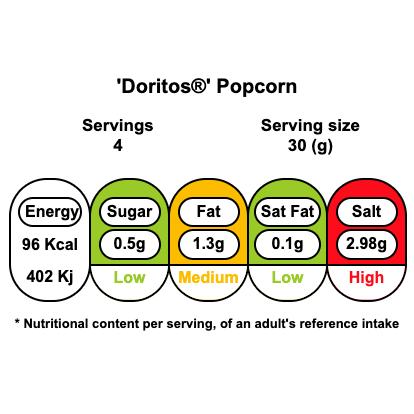 'Doritos®' Popcorn
Servings Serving size
4 30 (g)
Energy Sugar Fat Sat Fat Salt
96 Kcal 0.5g 1.3g 0.1g 2.98g
402 Kj Low Medium Low High
* Nutritional content per serving, of an adult's reference intake